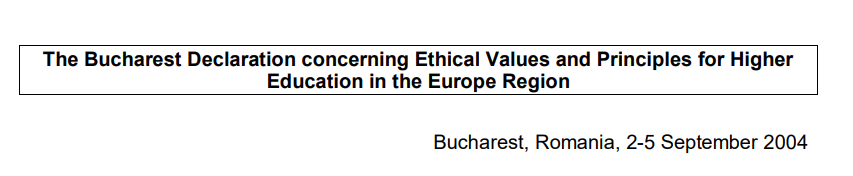 The Bucharest Declaration concerning Ethical Values and Principles for Higher
Education in the Europe Region
Bucharest, Romania, 2-5 September 2004